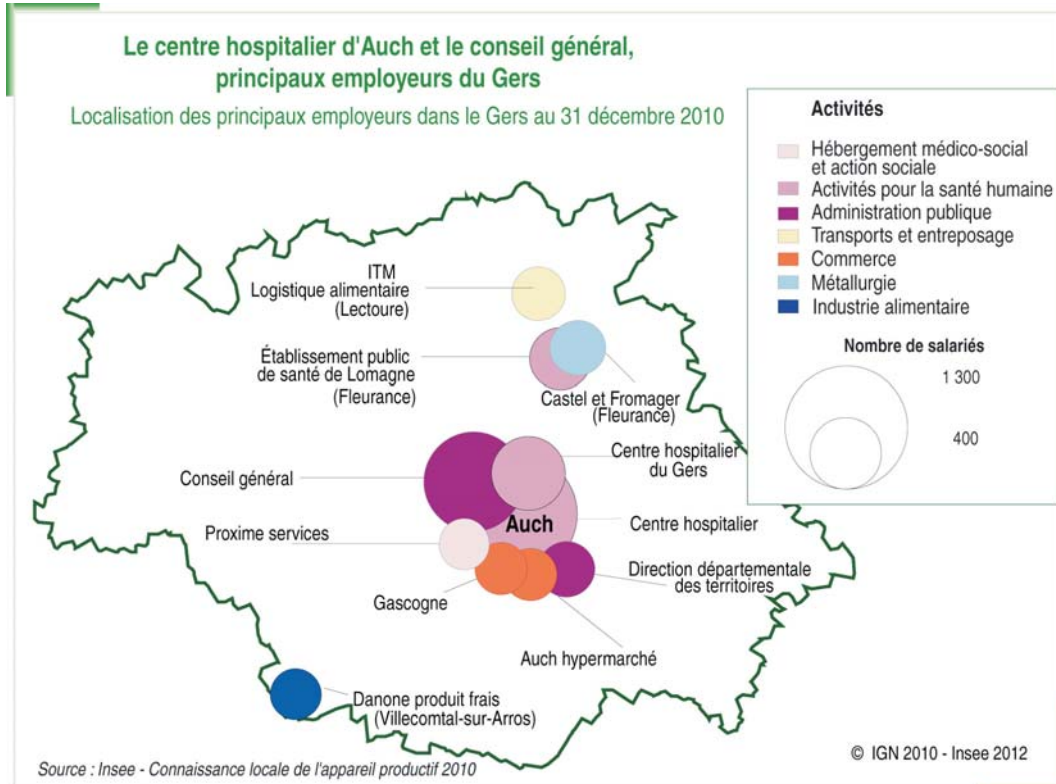 Le centre hospitalier d'Auch et le conseil général,
principaux employeurs du Gers
Localisation des principaux employeurs dans le Gers au 31 décembre 2010
Activités
Hébergement médico-social
et action sociale
Activités pour la santé humaine
Administration publique
Transports et entreposage
Commerce
Métallurgie
Industrie alimentaire
Nombre de salariés
1 300
400
ITM
Logistique alimentaire
(Lectoure)
Établissement public
de santé de Lomagne
(Fleurance)
Castel et Fromager
(Fleurance)
Centre hospitalier
du Gers
Conseil général
Auch
Centre hospitalier
Proxime services
Direction départementale
des territoires
Gascogne
Auch hypermarché
Danone produit frais
(Villecomtal-sur-Arros)
© IGN 2010 - Insee 2012
Source : Insee - Connaissance locale de l'appareil productif 2010